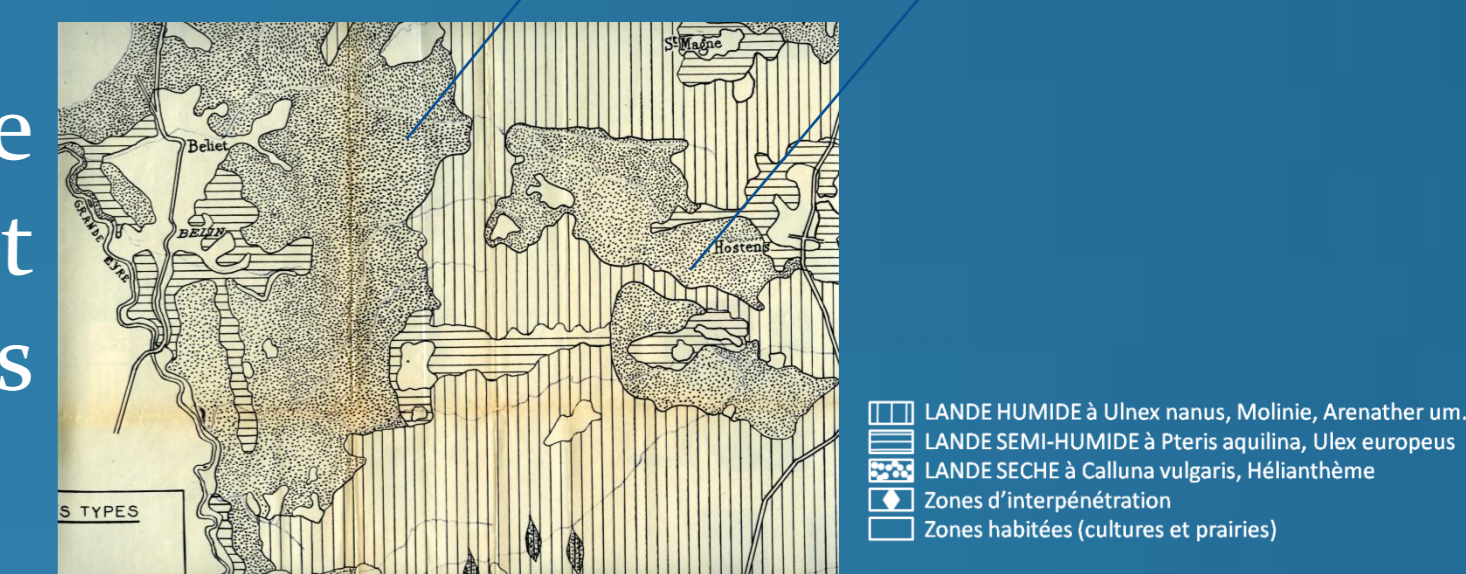 e
t
s
St Magne
Beliet
BELIN
GRANDE EYRE
Hostens
S TYPES
LANDE HUMIDE à Ulnex nanus, Molinie, Arenather um.
LANDE SEMI-HUMIDE à Pteris aquilina, Ulex europeus
LANDE SECHE à Calluna vulgaris, Hélianthème
Zones d'interpénétration
Zones habitées (cultures et prairies)